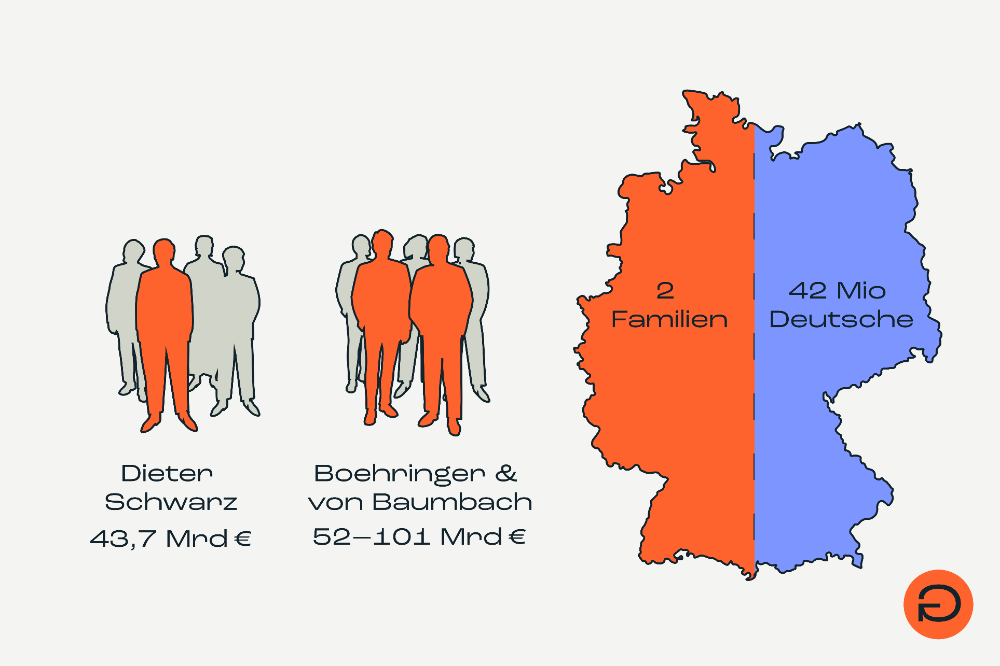 Dieter
Schwarz
43,7 Mrd €
Boehringer &
von Baumbach
52–101 Mrd €
2
Familien
42 Mio
Deutsche